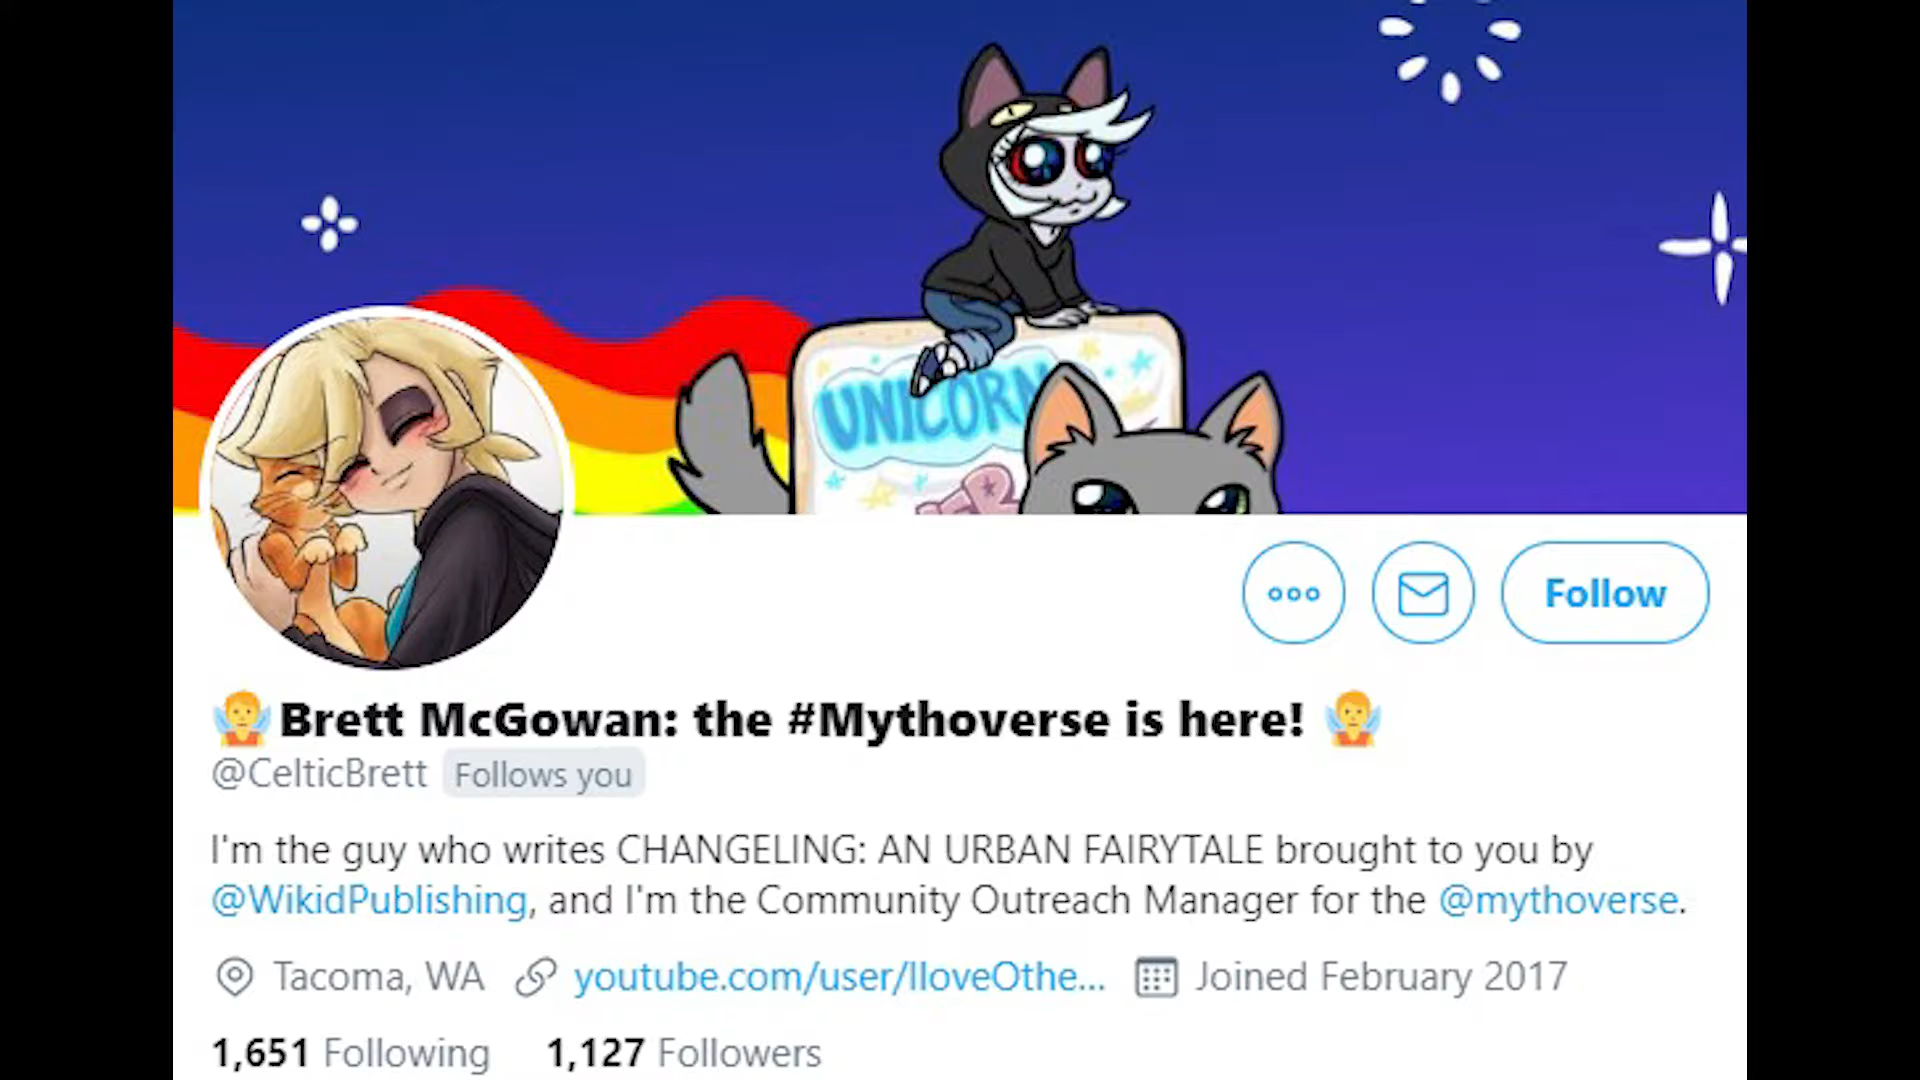 UNICORN
Follow
Brett McGowan: the #Mythoverse is here!
@CelticBrett Follows you
I'm the guy who writes CHANGELING: AN URBAN FAIRYTALE brought to you by
@WikidPublishing, and I'm the Community Outreach Manager for the @mythoverse.
Tacoma, WA youtube.com/user/IloveOthe... Joined February 2017
1,651 Following 1,127 Followers